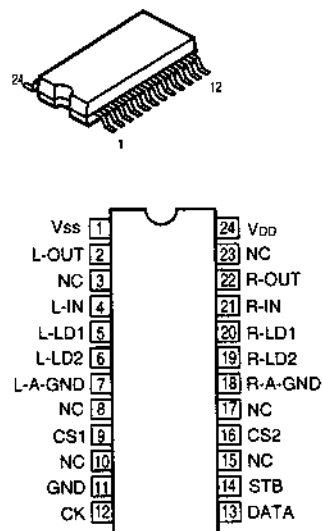 24
12
1
Vss 1 24 VDD
L-OUT 2 23 NC
NC 3 22 R-OUT
L-IN 4 21 R-IN
L-LD1 5 20 R-LD1
L-LD2 6 19 R-LD2
L-A-GND 7 18 R-A-GND
NC 8 17 NC
CS1 9 16 CS2
NC 10 15 NC
GND 11 14 STB
CK 12 13 DATA